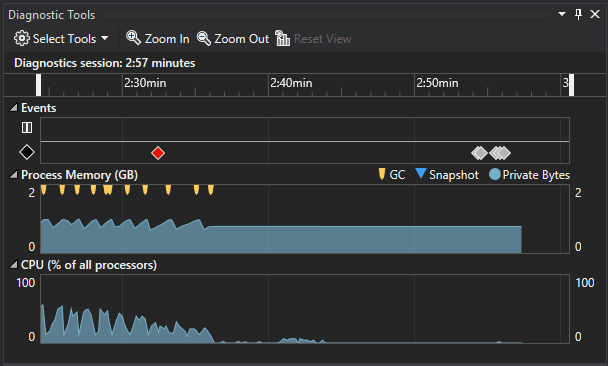 Diagnostic Tools
Select Tools Zoom In Zoom Out Reset View
Diagnostics session: 2:57 minutes
2:30min 2:40min 2:50min
Events
Process Memory (GB) GC Snapshot Private Bytes
2 2
0 0
CPU (% of all processors)
100 100
0 0